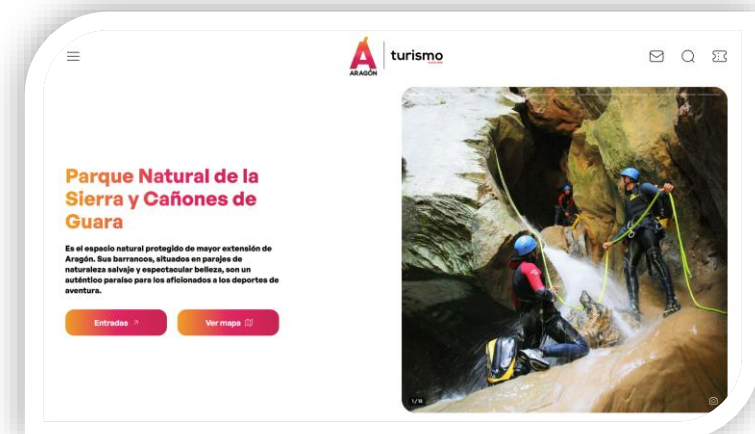 ARAGÓN
turismo
Parque Natural de la
Sierra y Cañones de
Guara
Es el espacio natural protegido de mayor extensión de
Aragón. Sus barrancos, situados en parajes de
naturaleza salvaje y espectacular belleza, son un
auténtico paraíso para los aficionados a los deportes de
aventura.
Entradas
Ver mapa